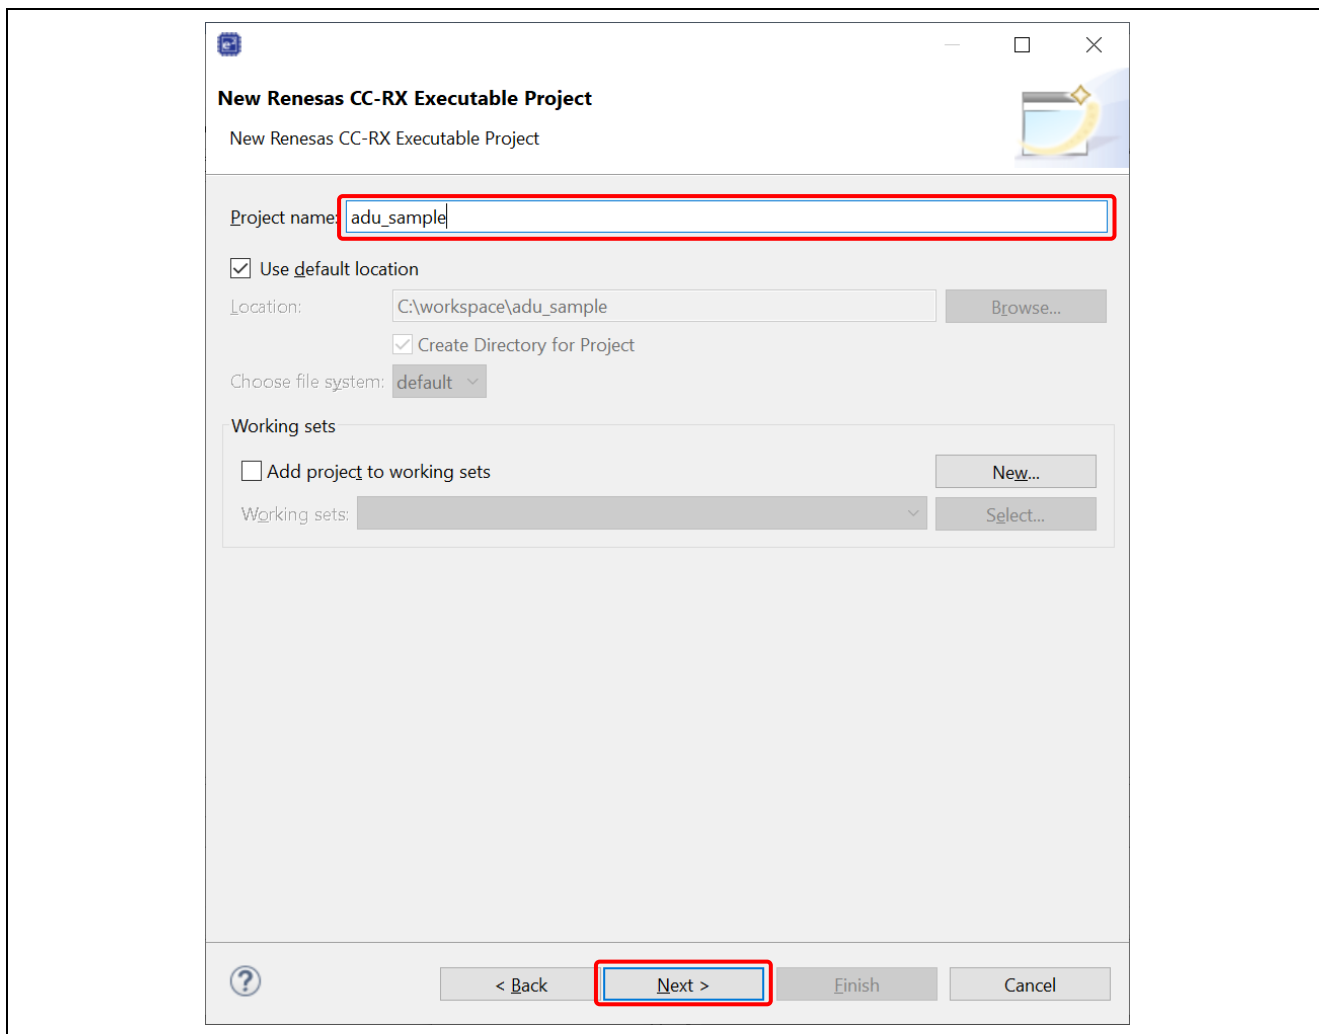 New Renesas CC-RX Executable Project
New Renesas CC-RX Executable Project
Project name: adu_sample
Use default location
Location: C:\workspace\adu_sample Browse...
Create Directory for Project
Choose file system: default
Working sets
Add project to working sets New...
Working sets: Select...
? < Back Next > Finish Cancel